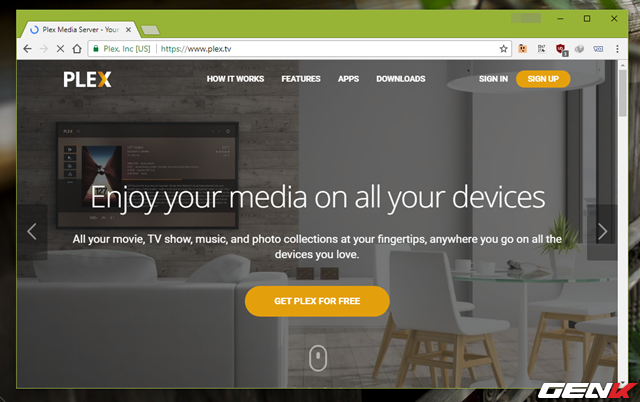 Plex Media Server - Your
Plex, Inc [US] | https://www.plex.tv
PLEX
HOW IT WORKS FEATURES APPS DOWNLOADS SIGN IN SIGN UP
PLEX
Enjoy your media on all your devices
All your movie, TV show, music, and photo collections at your fingertips, anywhere you go on all the
devices you love.
GET PLEX FOR FREE
GENK